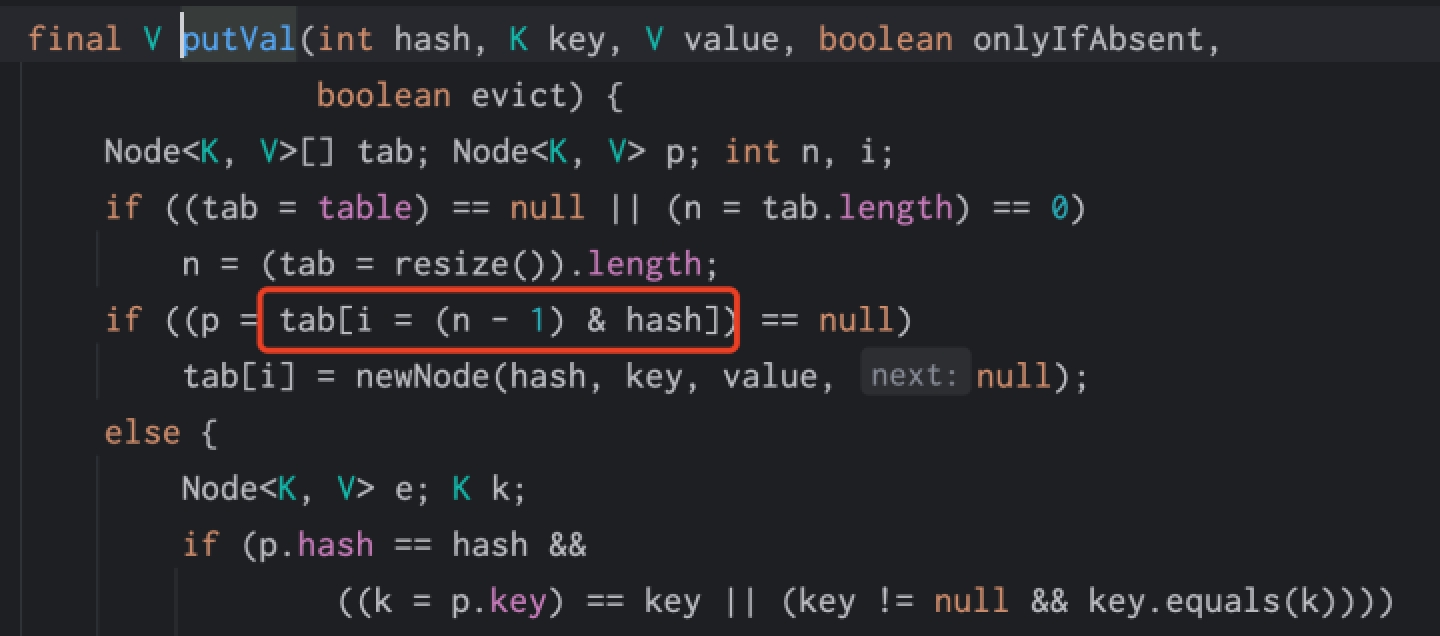 final V putVal(int hash, K key, V value, boolean onlyIfAbsent,
boolean evict) {
Node<K, V>[] tab; Node<K, V> p; int n, i;
if ((tab = table) == null || (n = tab.length) == 0)
n = (tab = resize()).length;
if ((p = tab[i = (n - 1) & hash]) == null)
tab[i] = newNode(hash, key, value, next: null);
else {
Node<K, V> e; K k;
if (p.hash == hash &&
((k = p.key) == key || (key != null && key.equals(k))))